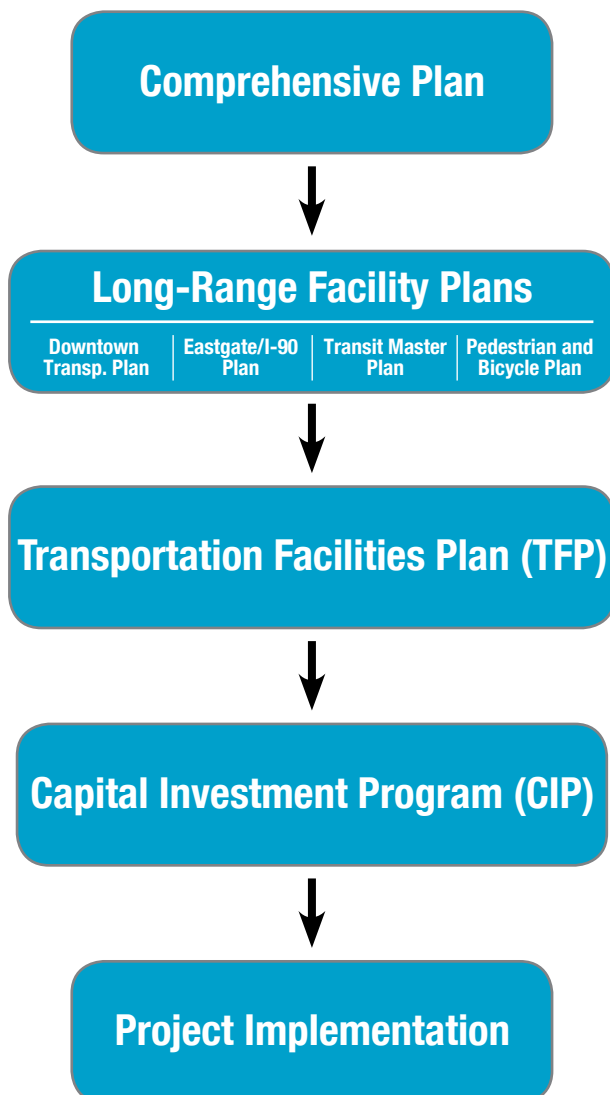 Comprehensive Plan
Long-Range Facility Plans
Downtown
Transp. Plan
Eastgate/I-90
Plan
Transit Master
Plan
Pedestrian and
Bicycle Plan
Transportation Facilities Plan (TFP)
Capital Investment Program (CIP)
Project Implementation